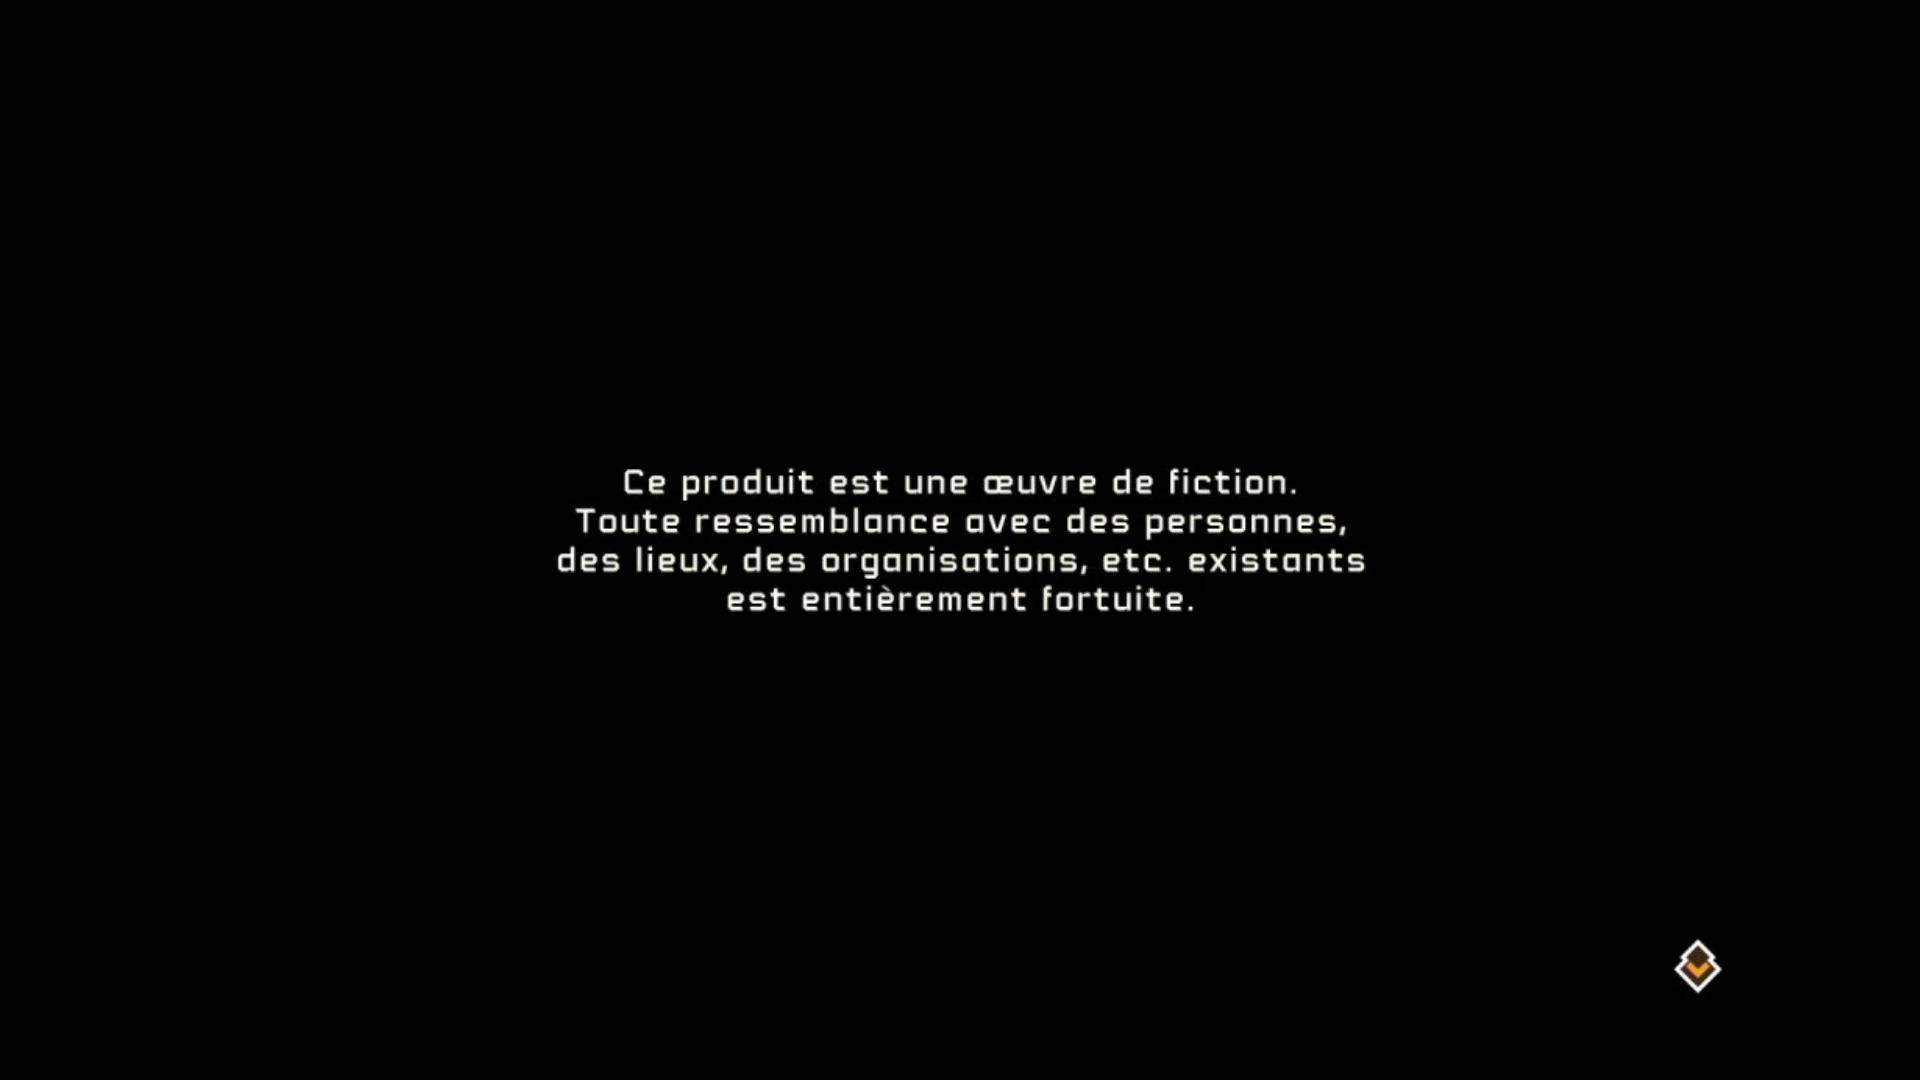 Ce produit est une œuvre de fiction.
Toute ressemblance avec des personnes,
des lieux, des organisations, etc. existants
est entièrement fortuite.